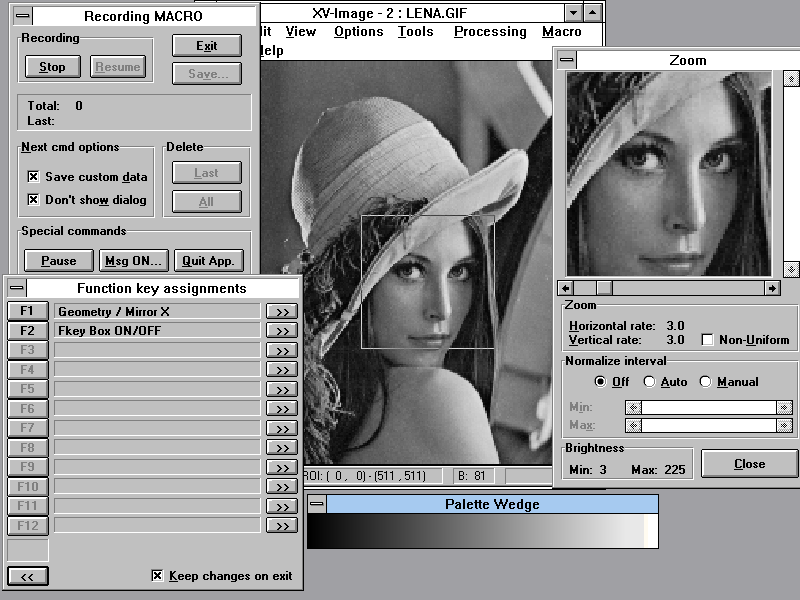 Recording MACRO
Recording
Stop
Resume
Exit
Save...
Total: 0
Last:
Next cmd options
Save custom data
Don't show dialog
Delete
Last
All
Special commands
Pause
Msg ON...
Quit App.
XV-Image - 2 : LENA.GIF
View Options Tools Processing Macro
Function key assignments
F1 Geometry / Mirror X >>
F2 Fkey Box ON/OFF >>
F3 >>
F4 >>
F5 >>
F6 >>
F7 >>
F8 >>
F9 >>
F10 >>
F11 >>
F12 >>
<<
Keep changes on exit
ROI: ( 0 , 0) - (511 , 511)
B: 81
Zoom
Zoom
Horizontal rate: 3.0
Vertical rate: 3.0
Non-Uniform
Normalize interval
Off Auto Manual
Min:
Max:
Brightness
Min: 3 Max: 225
Close
Palette Wedge